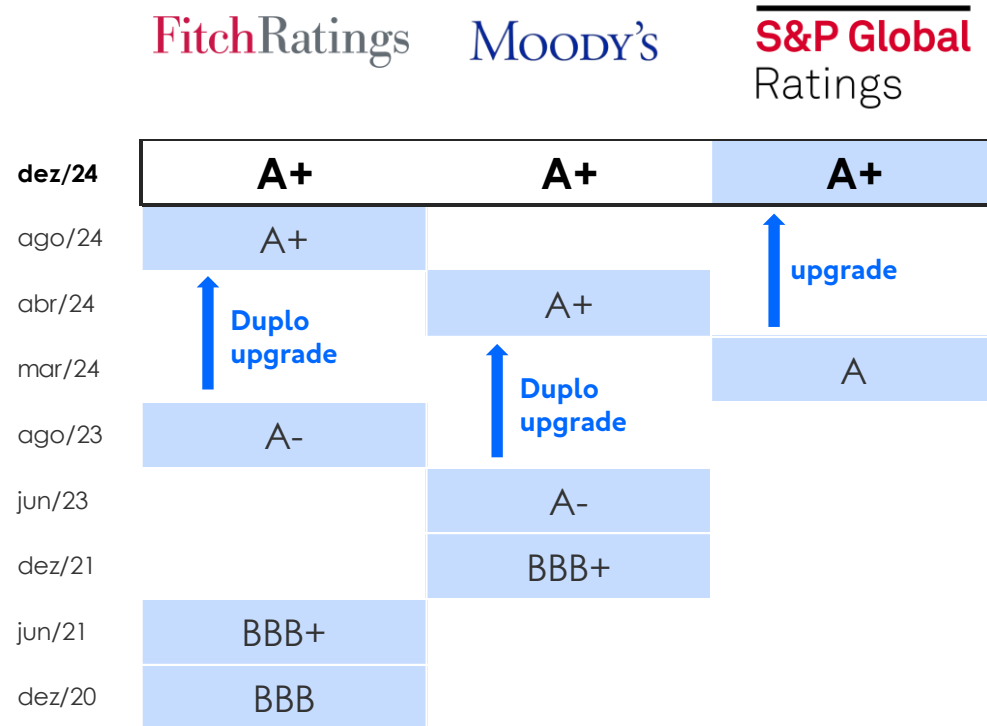 FitchRatings
MOODY'S
S&P Global
Ratings
dez/24 A+ A+ A+
ago/24 A+
upgrade
abr/24 A+
Duplo
upgrade
mar/24 A
Duplo
upgrade
ago/23 A-
jun/23 A-
dez/21 BBB+
jun/21 BBB+
dez/20 BBB